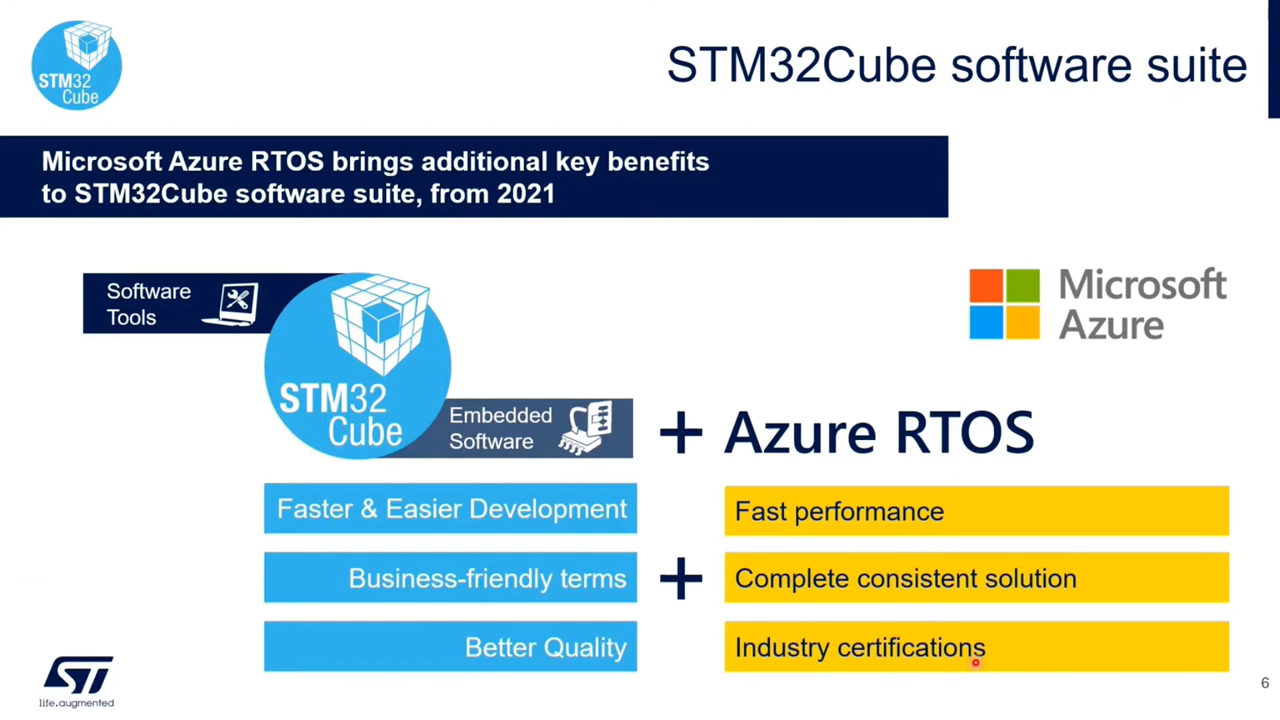 STM32
Cube
STM32Cube software suite
Microsoft Azure RTOS brings additional key benefits
to STM32Cube software suite, from 2021
Software
Tools
STM32
Cube
Embedded
Software
Microsoft
Azure
+ Azure RTOS
Faster & Easier Development
Business-friendly terms
Better Quality
+
Fast performance
Complete consistent solution
Industry certifications
ST
life.augmented
6